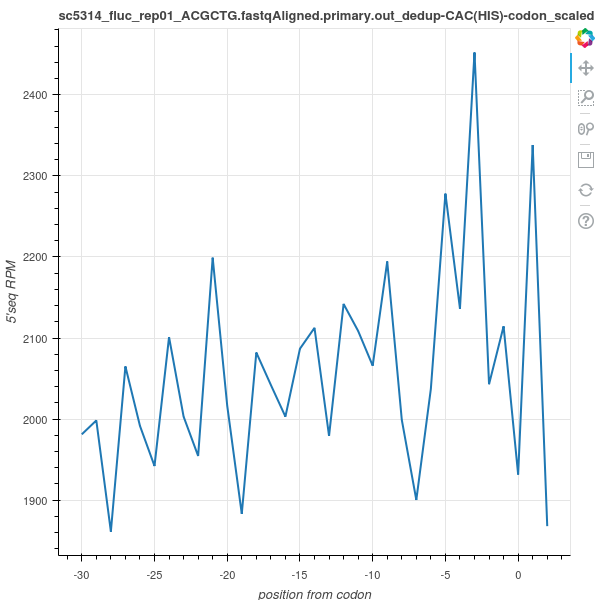 sc5314_fluc_rep01_ACGCTG.fastqAligned.primary.out_dedup-CAC(HIS)-codon_scaled
2400
2300
2200
2100
2000
1900
5'seq RPM
-30 -25 -20 -15 -10 -5 0
position from codon